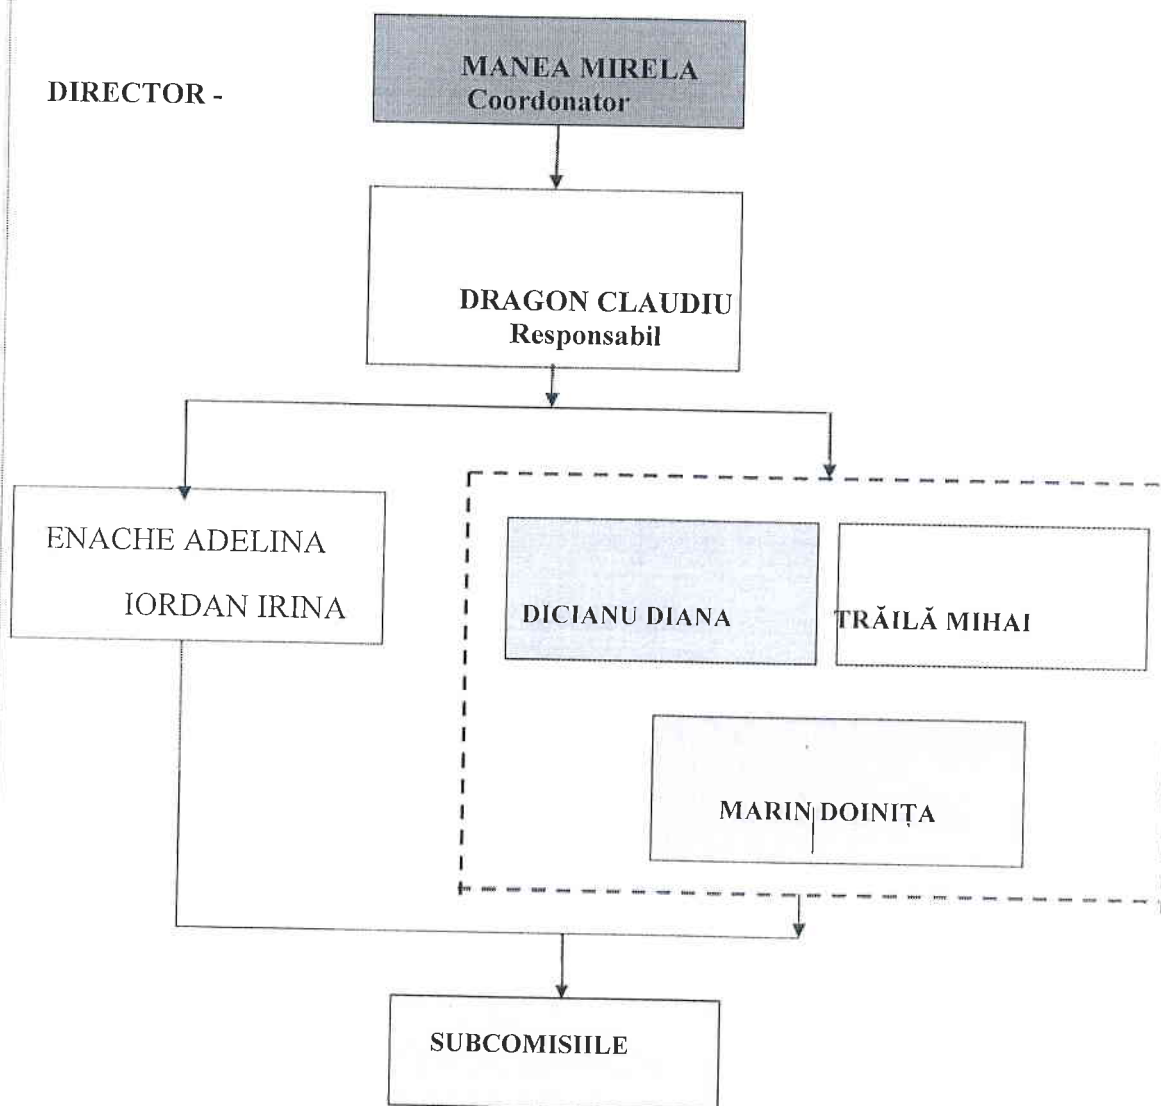 MANEA MIRELA
DIRECTOR -
Coordonator
DRAGON CLAUDIU
Responsabil
ENACHE ADELINA
IORDAN IRINA
DICIANU DIANA
TRĂILĂ MIHAI
MARIN DOINIȚA
SUBCOMISIILE